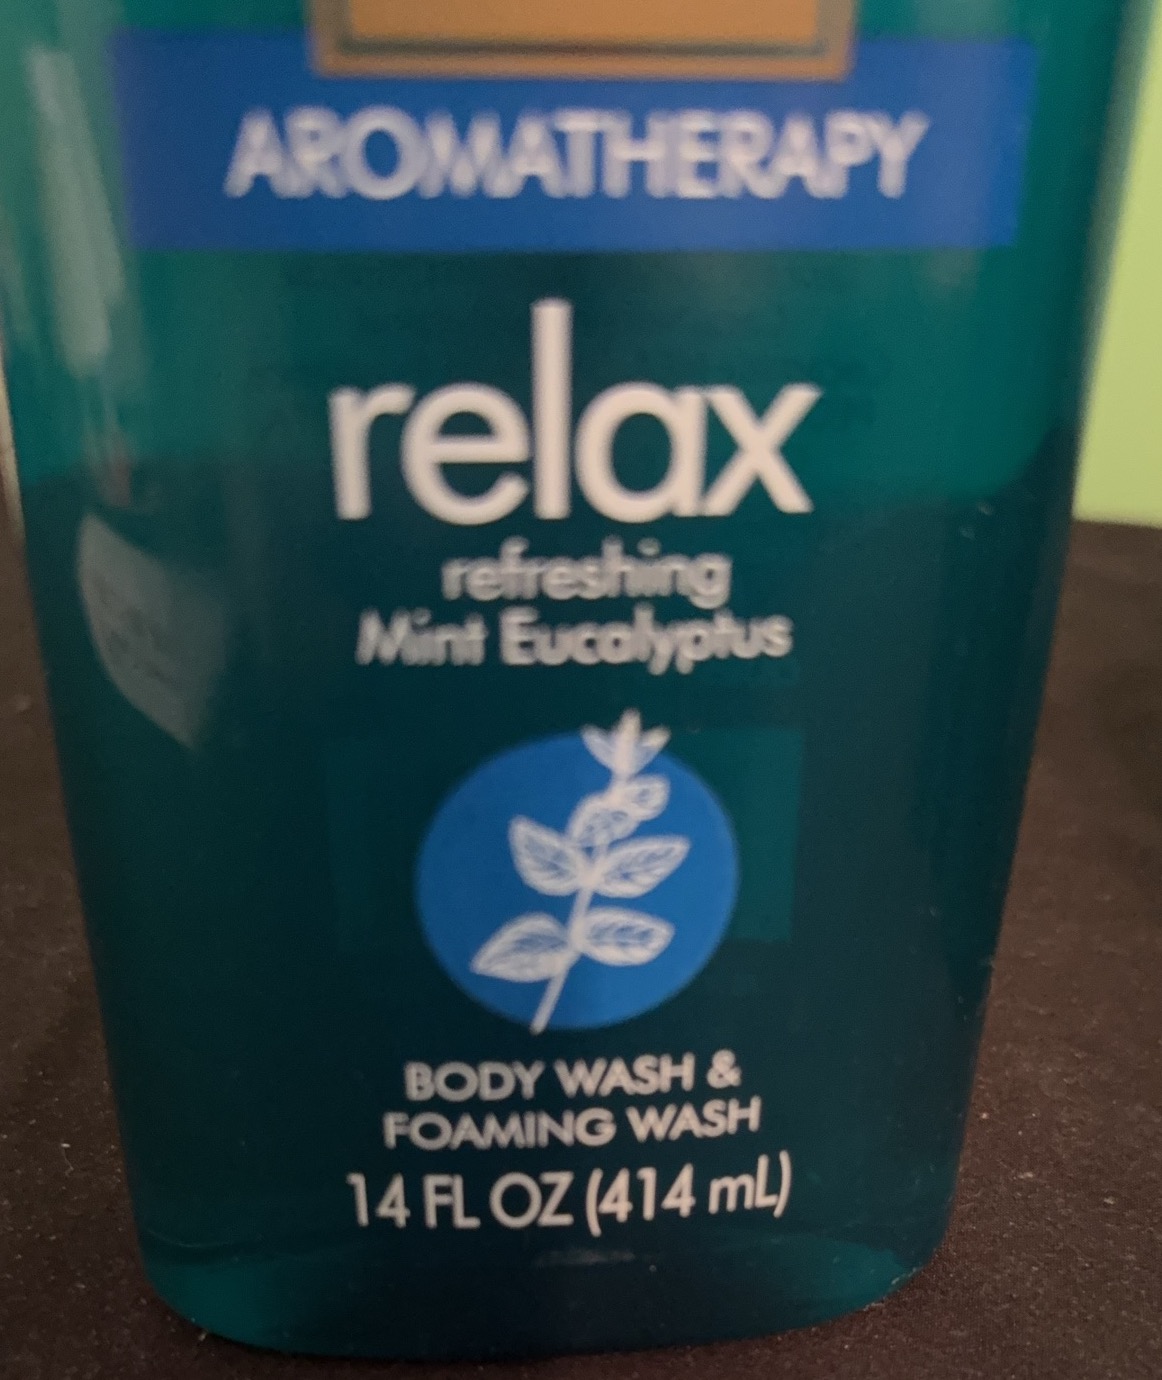 AROMATHERAPY
relax
refreshing
Mint Eucalyptus
BODY WASH &
FOAMING WASH
14 FL OZ (414 mL)